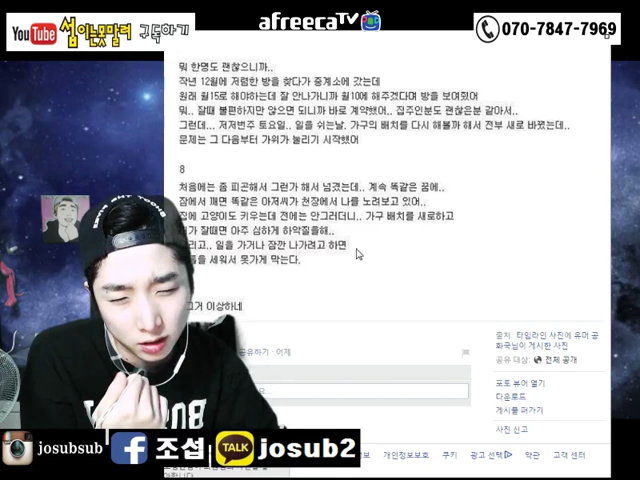 YouTube 섭이는못말려 구독하기
afreecaTV
070-7847-7969
뭐 한명도 괜찮으니까..
작년 12월에 저렴한 방을 찾다가 중계소에 갔는데
원래 월15로 해야하는데 잘 안나가니까 월10에 해주겠다며 방을 보여줬어
뭐.. 잘때 불편하지만 않으면 되니까 바로 계약했어.. 집주인분도 괜찮은분 같아서..
그런데... 저저번주 토요일.. 일을 쉬는날, 가구의 배치를 다시 해볼까 해서 전부 새로 바꿨는데..
문제는 그 다음부터 가위가 눌리기 시작했어
8
처음에는 좀 피곤해서 그런가 해서 넘겼는데.. 계속 똑같은 꿈에..
잠에서 깨면 똑같은 아저씨가 천장에서 나를 노려보고 있어..
집에 고양이도 키우는데 전에는 안그러더니.. 가구 배치를 새로하고
가 잘때면 아주 심하게 하악질을해..
리고.. 일을 가거나 잠깐 나가려고 하면
을 세워서 못가게 막는다.
그거 이상하네
공유하기 · 어제
출처: 타임라인 사진에 유머 공
화국님이 게시한 사진
공유 대상: 전체 공개
포토 뷰어 열기
다운로드
게시물 퍼가기
사진 신고
개인정보보호 쿠키 광고 선택 약관 고객 센터
josubsub
조섭
TALK
josub2